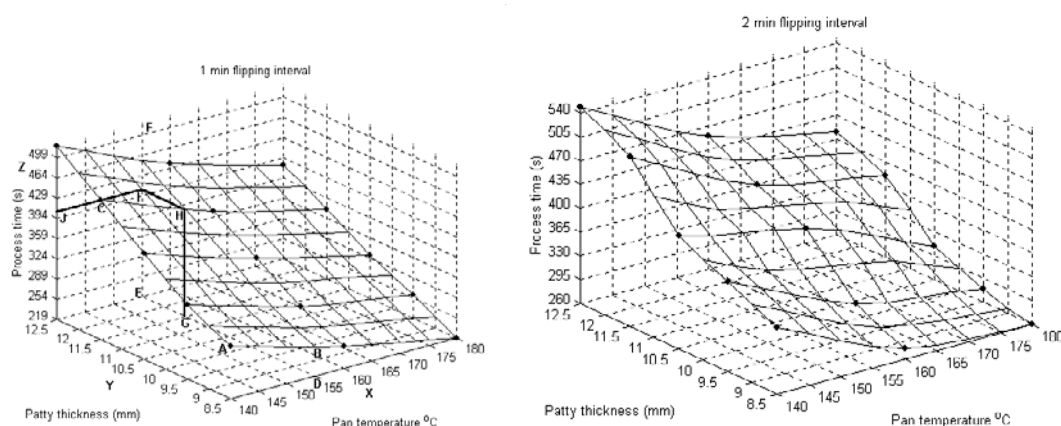 1 min flipping interval
F
Z
499
464
429
394
359
324
289
254
219
Process time (s)
J
C
H
E
G
A
B
D
12.5
12
11.5
11
10.5
10
9.5
9
8.5
Y
Patty thickness (mm)
140
145
150
155
160
165
170
175
180
X
Pan temperature °C
2 min flipping interval
540
505
470
435
400
365
330
295
260
Process time (s)
12.5
12
11.5
11
10.5
10
9.5
9
8.5
Patty thickness (mm)
140
145
150
155
160
165
170
175
Pan temperature °C